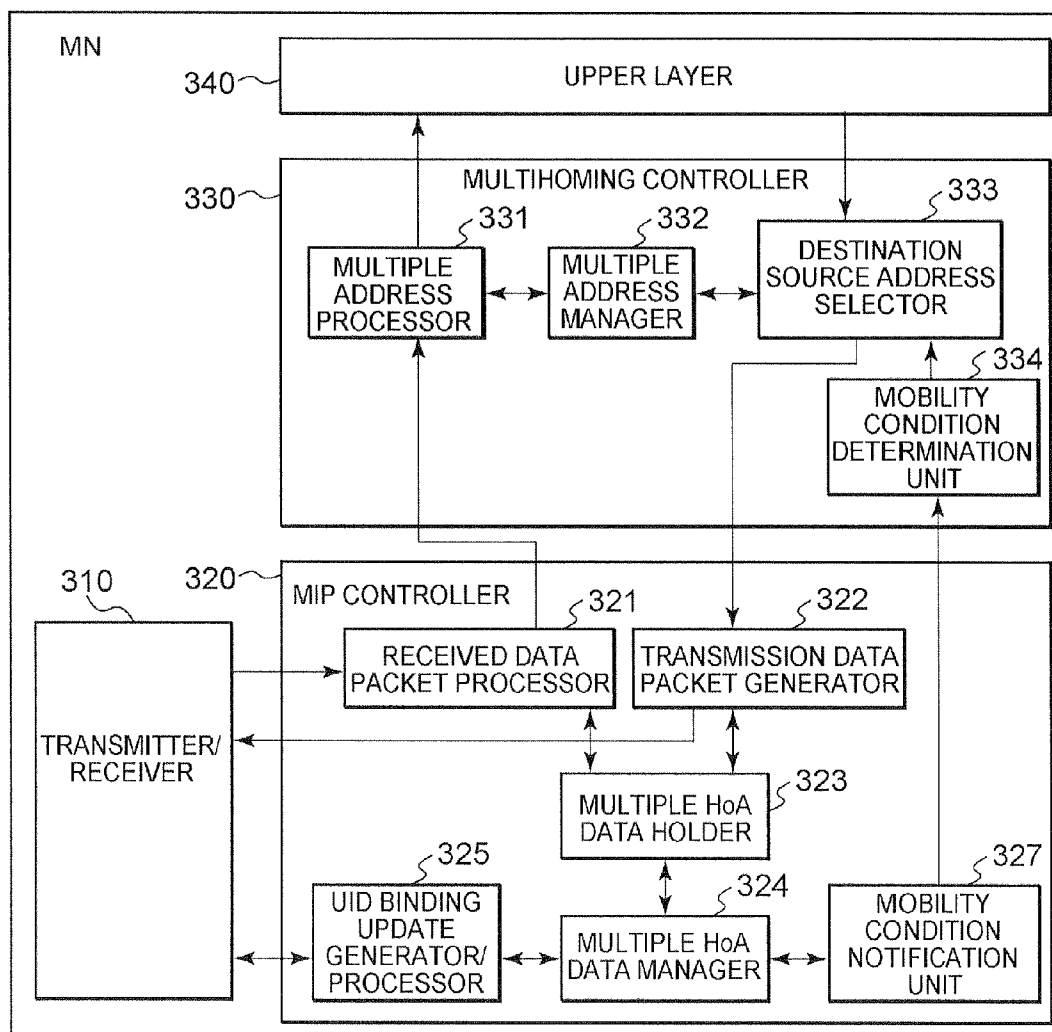 MN
340
UPPER LAYER
330
MULTIHOMING CONTROLLER
331
332
333
MULTIPLE
ADDRESS
PROCESSOR
MULTIPLE
ADDRESS
MANAGER
DESTINATION
SOURCE ADDRESS
SELECTOR
334
MOBILITY
CONDITION
DETERMINATION
UNIT
320
310
MIP CONTROLLER
321
322
RECEIVED DATA
PACKET PROCESSOR
TRANSMISSION DATA
PACKET GENERATOR
TRANSMITTER/
RECEIVER
323
MULTIPLE HoA
DATA HOLDER
325
324
327
UID BINDING
UPDATE
GENERATOR/
PROCESSOR
MULTIPLE HoA
DATA MANAGER
MOBILITY
CONDITION
NOTIFICATION
UNIT